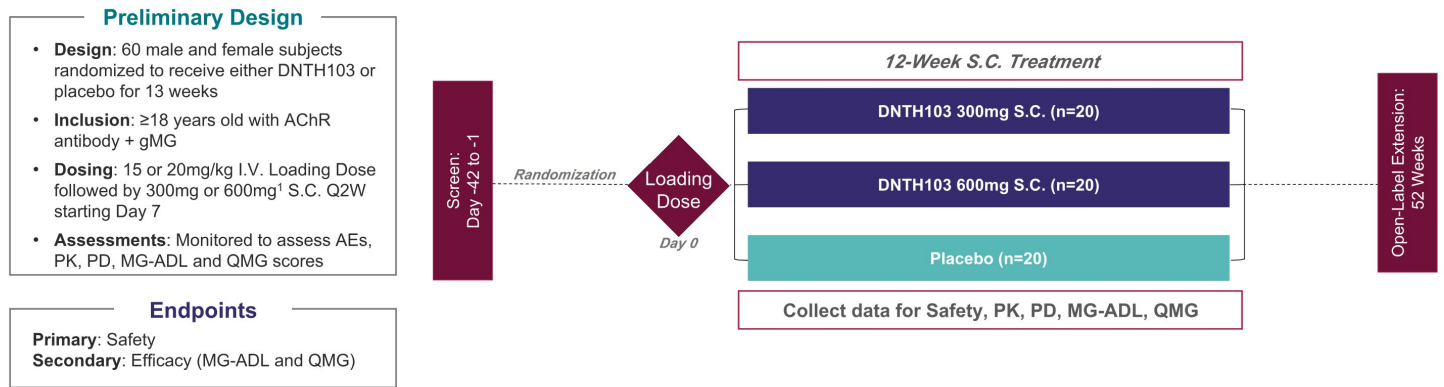 Preliminary Design
• Design: 60 male and female subjects
randomized to receive either DNTH103 or
placebo for 13 weeks
• Inclusion: ≥18 years old with AChR
antibody + gMG
• Dosing: 15 or 20mg/kg I.V. Loading Dose
followed by 300mg or 600mg¹ S.C. Q2W
starting Day 7
• Assessments: Monitored to assess AEs,
PK, PD, MG-ADL and QMG scores
Endpoints
Primary: Safety
Secondary: Efficacy (MG-ADL and QMG)
Screen:
Day -42 to -1
Randomization
Loading
Dose
Day 0
12-Week S.C. Treatment
DNTH103 300mg S.C. (n=20)
DNTH103 600mg S.C. (n=20)
Placebo (n=20)
Collect data for Safety, PK, PD, MG-ADL, QMG
Open-Label Extension:
52 Weeks